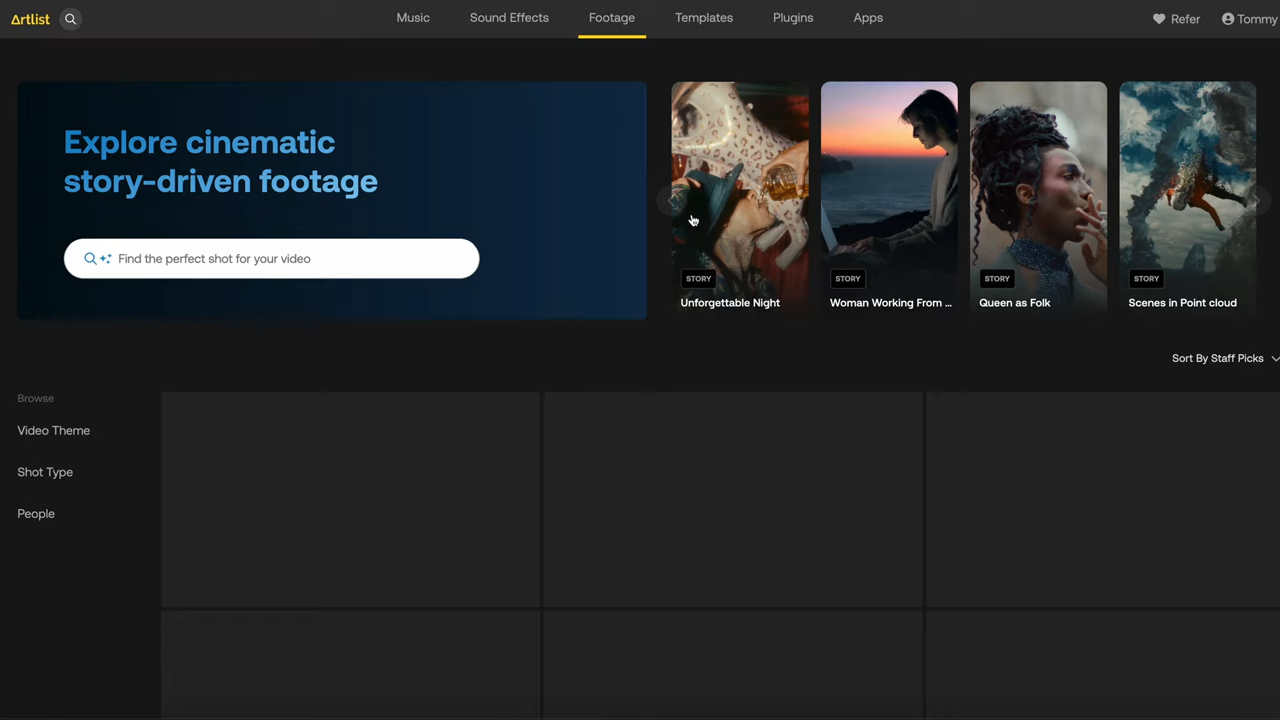 Artlist
Music
Sound Effects
Footage
Templates
Plugins
Apps
Refer
Tommy
Explore cinematic
story-driven footage
Find the perfect shot for your video
STORY
Unforgettable Night
STORY
Woman Working From ...
STORY
Queen as Folk
STORY
Scenes in Point cloud
Sort By Staff Picks
Browse
Video Theme
Shot Type
People